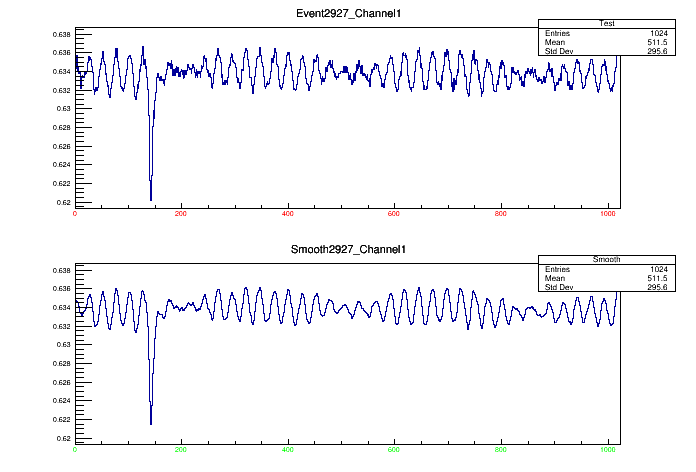 Event2927_Channel1
Test
Entries 1024
Mean 511.5
Std Dev 295.6
0.638
0.636
0.634
0.632
0.63
0.628
0.626
0.624
0.622
0.62
0 200 400 600 800 1000
Smooth2927_Channel1
Smooth
Entries 1024
Mean 511.5
Std Dev 295.6
0.638
0.636
0.634
0.632
0.63
0.628
0.626
0.624
0.622
0.62
0 200 400 600 800 1000